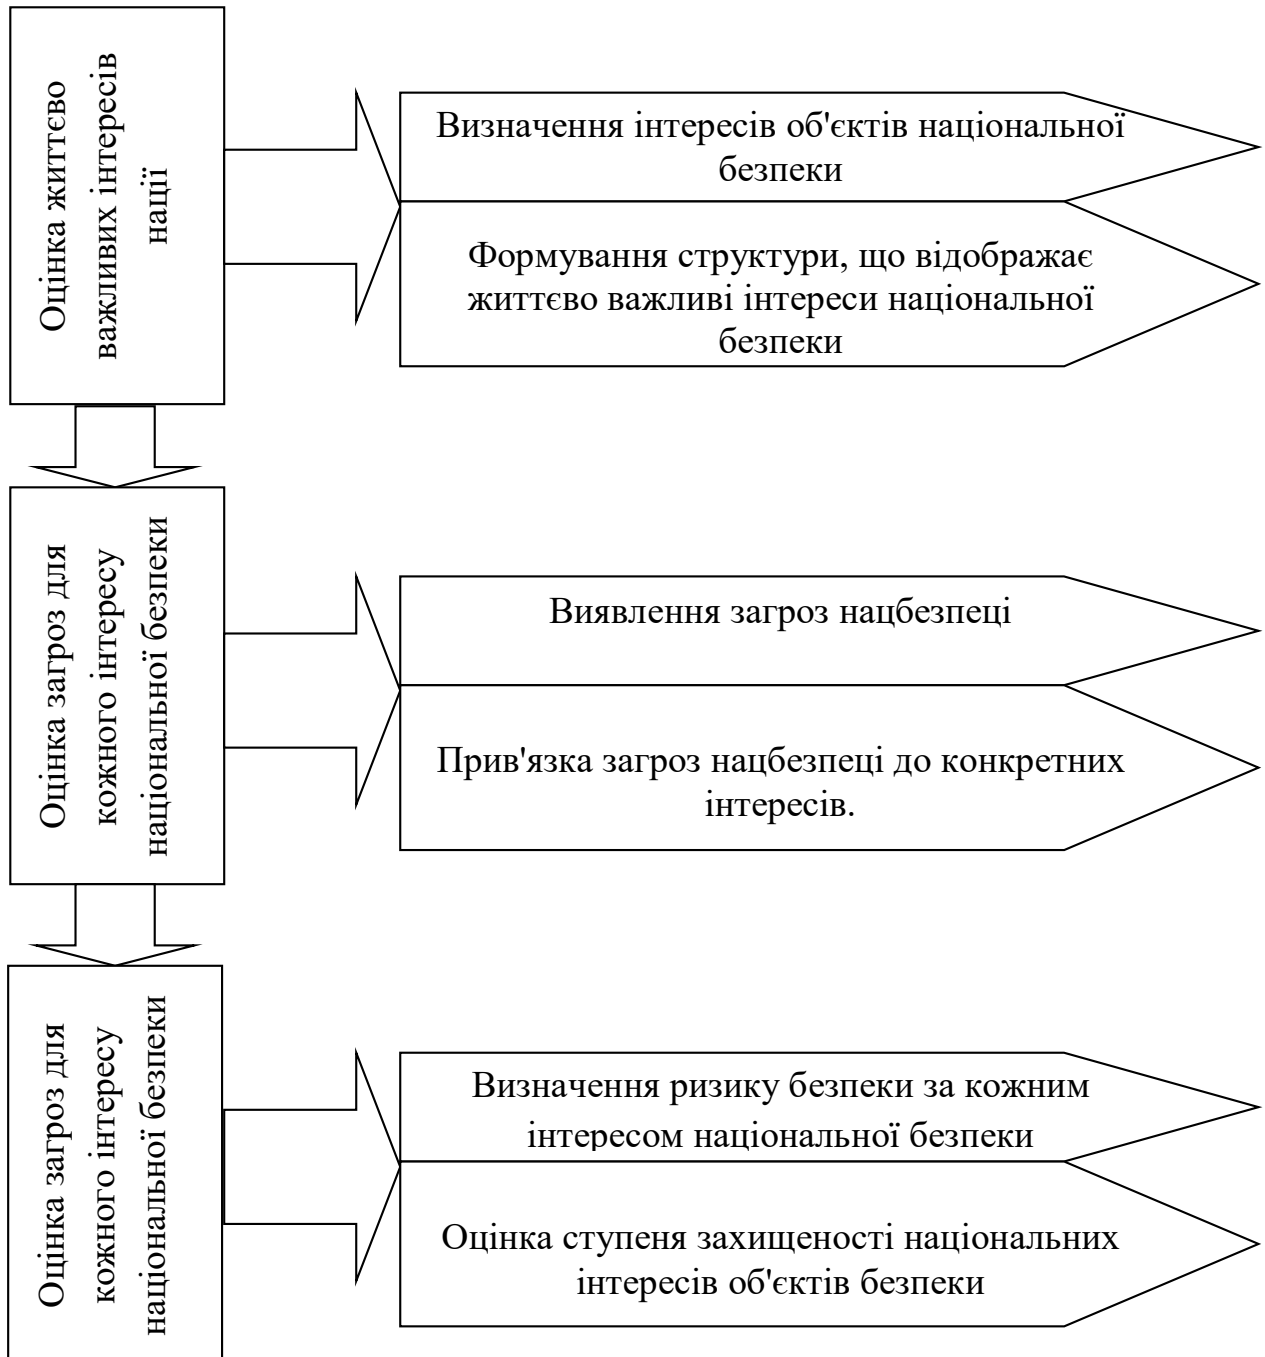 Оцінка життєво
важливих інтересів
нації
Визначення інтересів об'єктів національної
безпеки
Формування структури, що відображає
життєво важливі інтереси національної
безпеки
Оцінка загроз для
кожного інтересу
національної безпеки
Виявлення загроз нацбезпеці
Прив'язка загроз нацбезпеці до конкретних
інтересів.
Оцінка загроз для
кожного інтересу
національної безпеки
Визначення ризику безпеки за кожним
інтересом національної безпеки
Оцінка ступеня захищеності національних
інтересів об'єктів безпеки